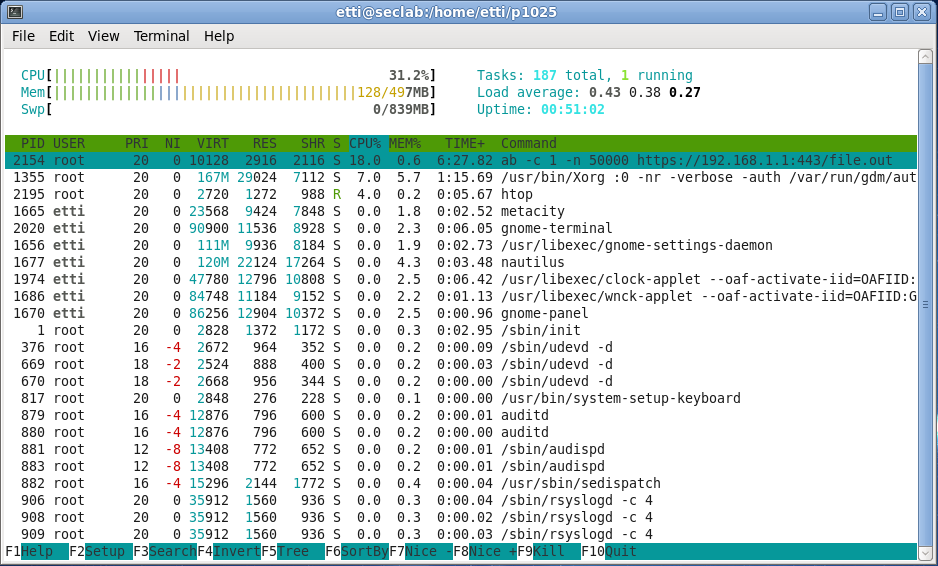 etti@seclab:/home/etti/p1025
File Edit View Terminal Help
CPU[||||||||||||||||                          31.2%]     Tasks: 187 total, 1 running
Mem[||||||||||||||||||||||||||||||||||||||128/497MB]     Load average: 0.43 0.38 0.27
Swp[                                        0/839MB]     Uptime: 00:51:02
PID USER PRI NI VIRT RES SHR S CPU% MEM% TIME+ Command
2154 root 20 0 10128 2916 2116 S 18.0 0.6 6:27.82 ab -c 1 -n 50000 https://192.168.1.1:443/file.out
1355 root 20 0 167M 29024 7112 S 7.0 5.7 1:15.69 /usr/bin/Xorg :0 -nr -verbose -auth /var/run/gdm/aut
2195 root 20 0 2720 1272 988 R 4.0 0.2 0:05.67 htop
1665 etti 20 0 23568 9424 7848 S 0.0 1.8 0:02.52 metacity
2020 etti 20 0 90900 11536 8928 S 0.0 2.3 0:06.05 gnome-terminal
1656 etti 20 0 111M 9936 8184 S 0.0 1.9 0:02.73 /usr/libexec/gnome-settings-daemon
1677 etti 20 0 120M 22124 17264 S 0.0 4.3 0:03.48 nautilus
1974 etti 20 0 47780 12796 10808 S 0.0 2.5 0:06.42 /usr/libexec/clock-applet --oaf-activate-iid=OAFIID:
1686 etti 20 0 84748 11184 9152 S 0.0 2.2 0:01.13 /usr/libexec/wnck-applet --oaf-activate-iid=OAFIID:G
1670 etti 20 0 86256 12904 10372 S 0.0 2.5 0:00.96 gnome-panel
1 root 20 0 2828 1372 1172 S 0.0 0.3 0:02.95 /sbin/init
376 root 16 -4 2672 964 352 S 0.0 0.2 0:00.09 /sbin/udevd -d
669 root 18 -2 2524 888 400 S 0.0 0.2 0:00.03 /sbin/udevd -d
670 root 18 -2 2668 956 344 S 0.0 0.2 0:00.00 /sbin/udevd -d
817 root 20 0 2848 276 228 S 0.0 0.1 0:00.00 /usr/bin/system-setup-keyboard
879 root 16 -4 12876 796 600 S 0.0 0.2 0:00.01 auditd
880 root 16 -4 12876 796 600 S 0.0 0.2 0:00.00 auditd
881 root 12 -8 13408 772 652 S 0.0 0.2 0:00.01 /sbin/audispd
883 root 12 -8 13408 772 652 S 0.0 0.2 0:00.00 /sbin/audispd
882 root 16 -4 15296 2144 1772 S 0.0 0.4 0:00.04 /usr/sbin/sedispatch
906 root 20 0 35912 1560 936 S 0.0 0.3 0:00.04 /sbin/rsyslogd -c 4
908 root 20 0 35912 1560 936 S 0.0 0.3 0:00.02 /sbin/rsyslogd -c 4
909 root 20 0 35912 1560 936 S 0.0 0.3 0:00.03 /sbin/rsyslogd -c 4
F1Help F2Setup F3SearchF4InvertF5Tree F6SortByF7Nice -F8Nice +F9Kill F10Quit